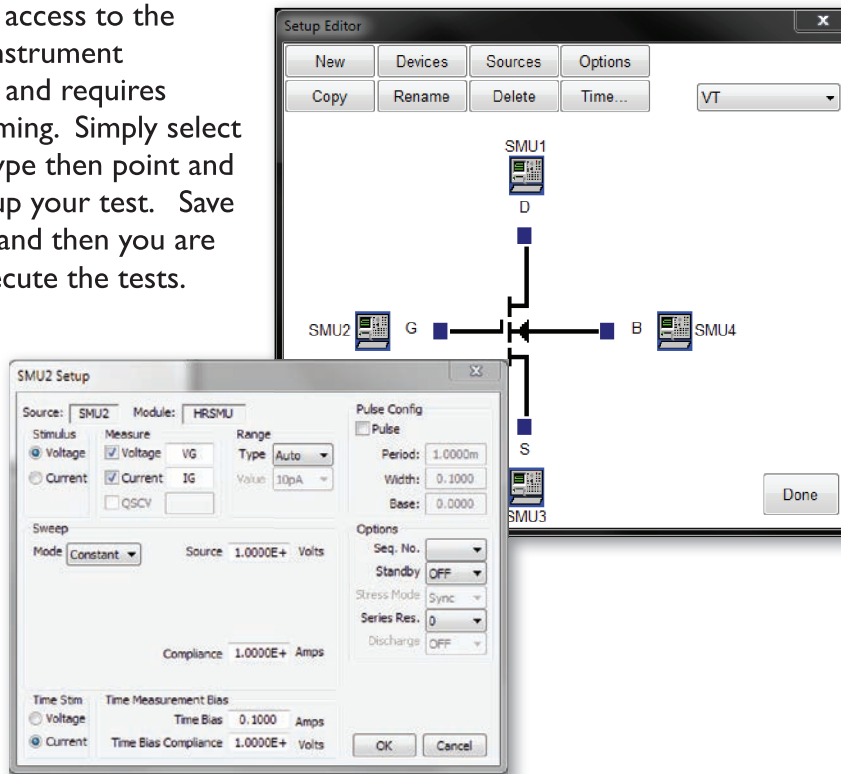 access to the
nstrument
and requires
ming. Simply select
ype then point and
up your test. Save
and then you are
ecute the tests.
Setup Editor
x
New Devices Sources Options
Copy Rename Delete Time... VT
SMU1
D
SMU2 G B SMU4
S
SMU3
Done
SMU2 Setup
Source: SMU2 Module: HRSMU
Pulse Config
Pulse
Period: 1.0000m
Width: 0.1000
Base: 0.0000
Stimulus Measure Range
Voltage Voltage VG Type Auto
Current Current IG Value 10pA
QSCV
Sweep
Mode Constant Source 1.0000E+ Volts
Compliance 1.0000E+ Amps
Options
Seq. No.
Standby OFF
Stress Mode Sync
Series Res. 0
Discharge OFF
Time Stim Time Measurement Bias
Voltage Time Bias 0.1000 Amps
Current Time Bias Compliance 1.0000E+ Volts
OK Cancel